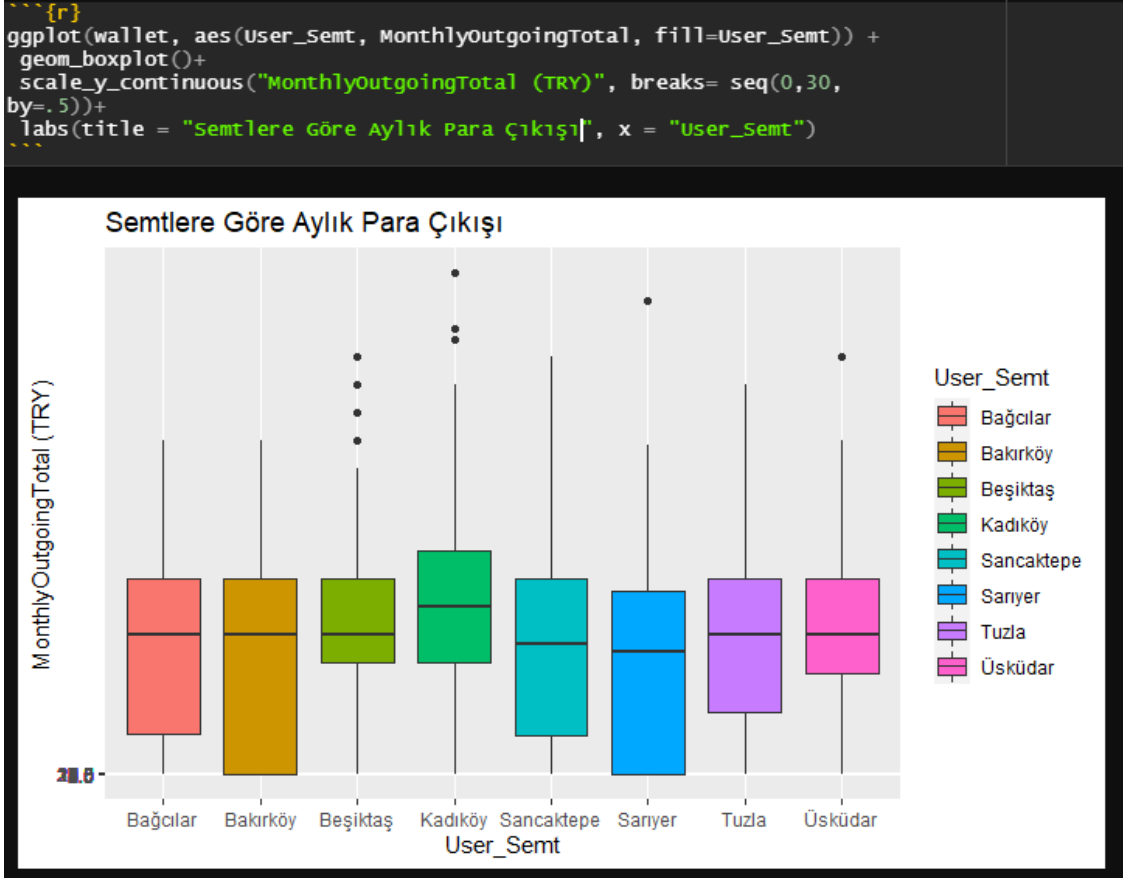 ```{r}
ggplot(wallet, aes(User_Semt, MonthlyOutgoingTotal, fill=User_Semt)) +
geom_boxplot()+
scale_y_continuous("MonthlyOutgoingTotal (TRY)", breaks= seq(0,30,
by=.5))+
labs(title = "Semtlere Göre Aylık Para Çıkışı", x = "User_Semt")
```
Semtlere Göre Aylık Para Çıkışı
MonthlyOutgoingTotal (TRY)
Bağcılar Bakırköy Beşiktaş Kadıköy Sancaktepe Sarıyer Tuzla Üsküdar
User_Semt
User_Semt
Bağcılar
Bakırköy
Beşiktaş
Kadıköy
Sancaktepe
Sarıyer
Tuzla
Üsküdar